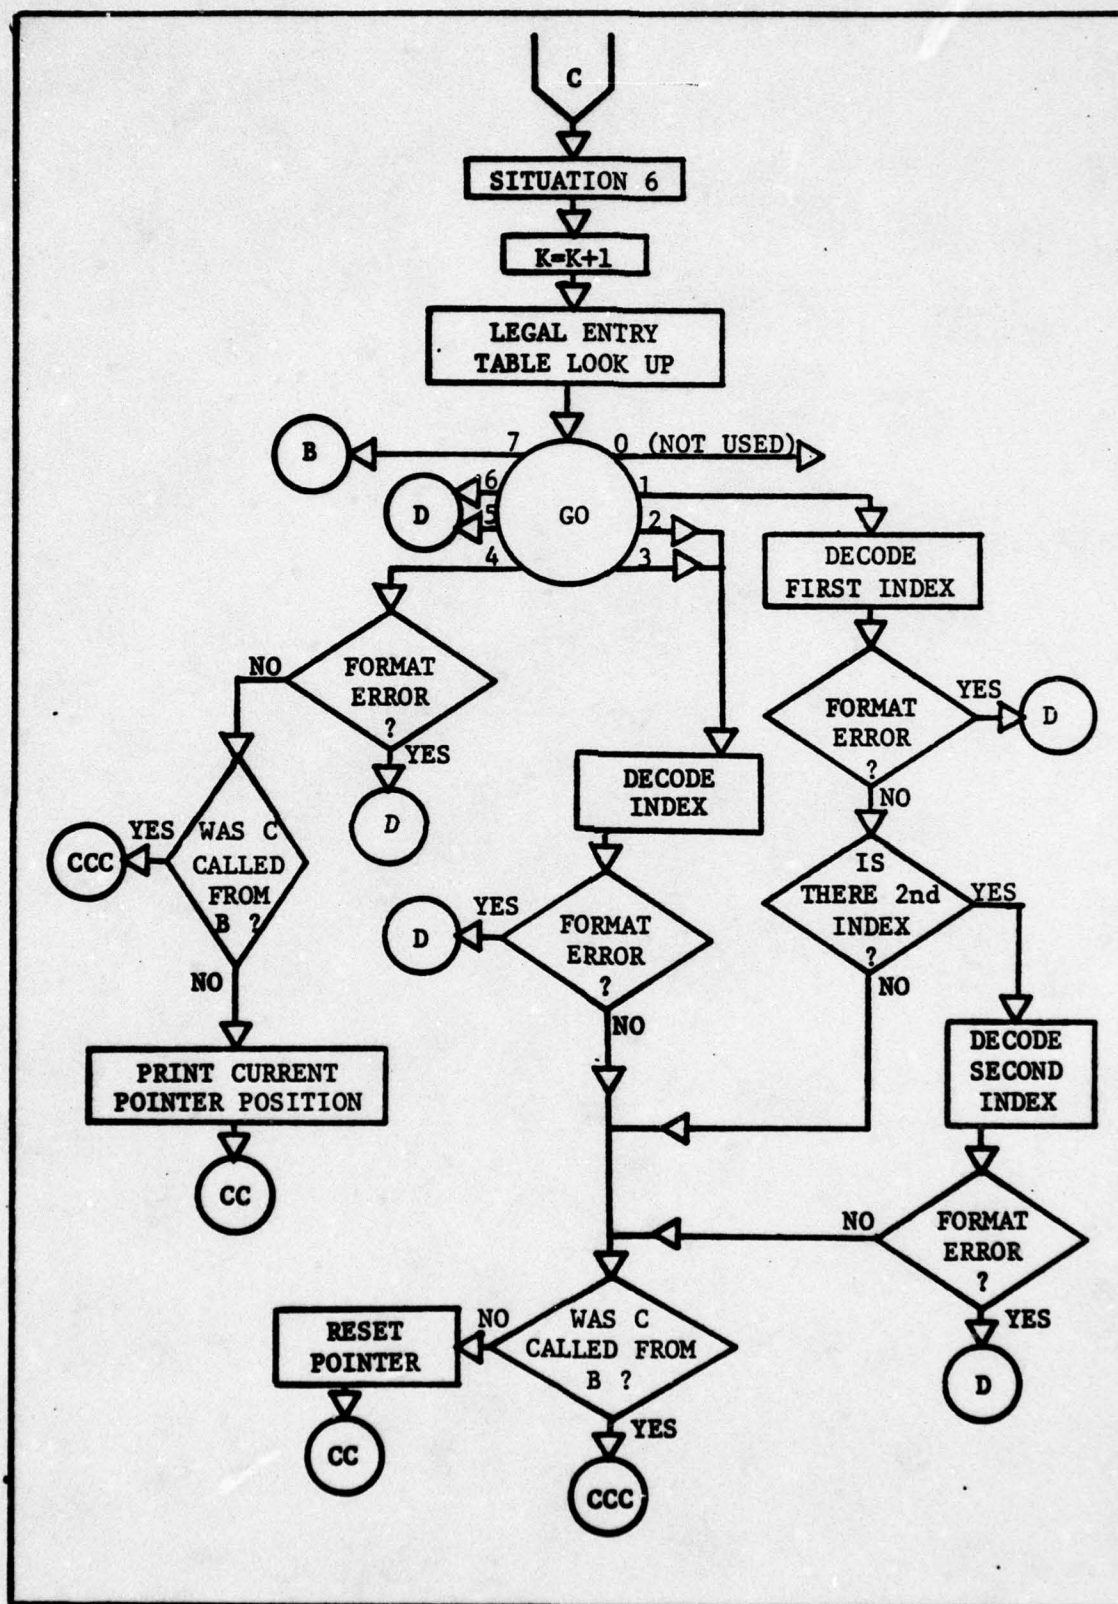 C
SITUATION 6
K=K+1
LEGAL ENTRY
TABLE LOOK UP
7
0 (NOT USED)
B
6
1
D
5
GO
2
4
3
DECODE
FIRST INDEX
NO
FORMAT
ERROR
?
YES
D
YES
D
FORMAT
ERROR
?
NO
DECODE
INDEX
YES
WAS C
CALLED
FROM
B ?
CCC
NO
IS
THERE 2nd
INDEX
?
YES
NO
YES
D
FORMAT
ERROR
?
NO
DECODE
SECOND
INDEX
PRINT CURRENT
POINTER POSITION
CC
NO
FORMAT
ERROR
?
YES
D
RESET
POINTER
NO
WAS C
CALLED FROM
B ?
YES
CC
CCC